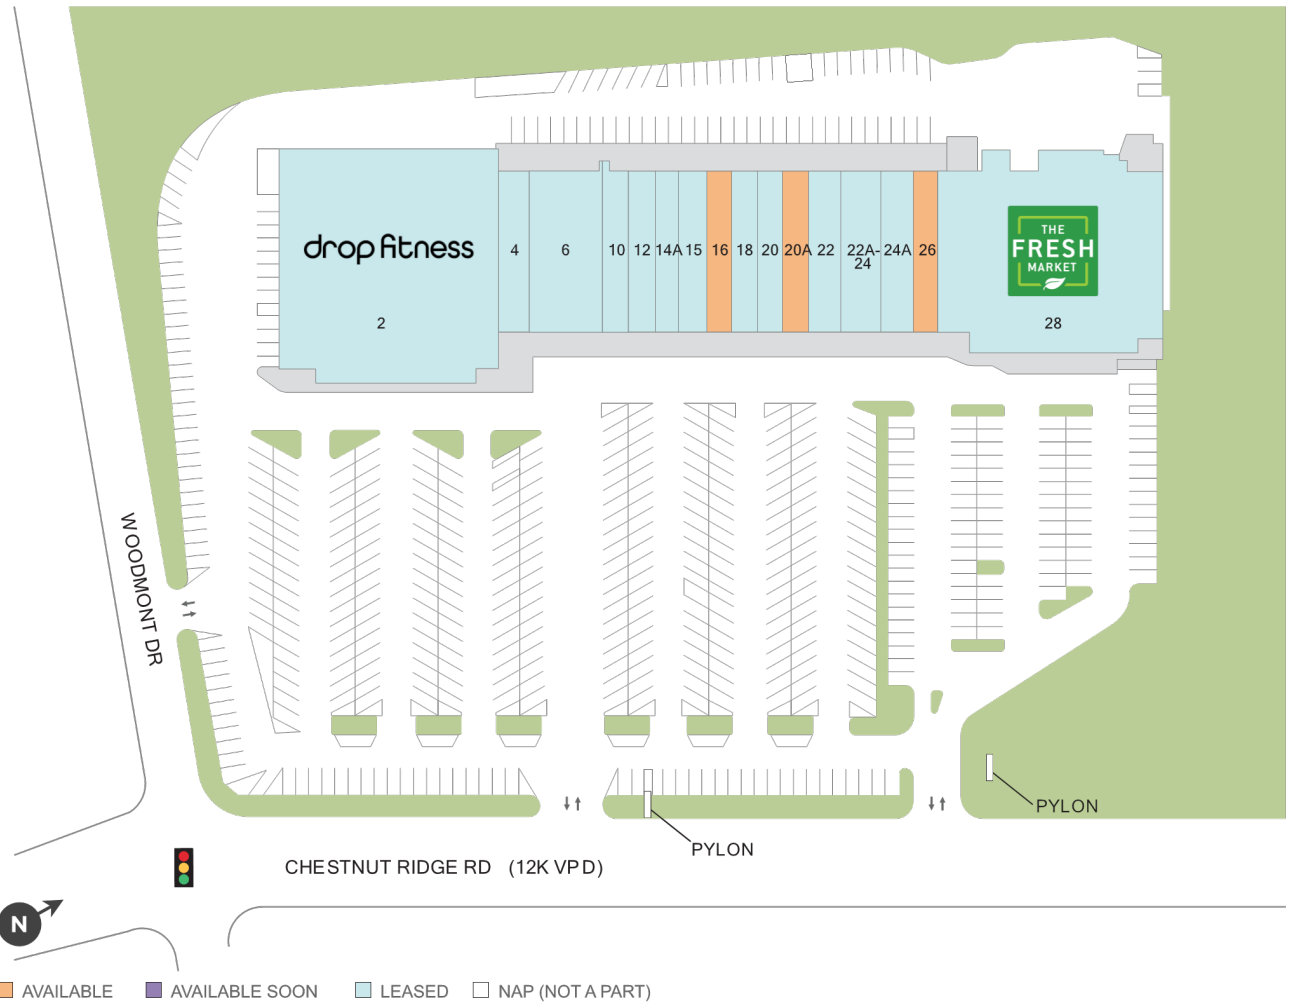 drop fitness
2
4
6
10
12
14A
15
16
18
20
20A
22
22A-
24
24A
26
THE
FRESH
MARKET
28
WOODMONT DR
PYLON
PYLON
CHESTNUT RIDGE RD (12K VPD)
N
AVAILABLE
AVAILABLE SOON
LEASED
NAP (NOT A PART)